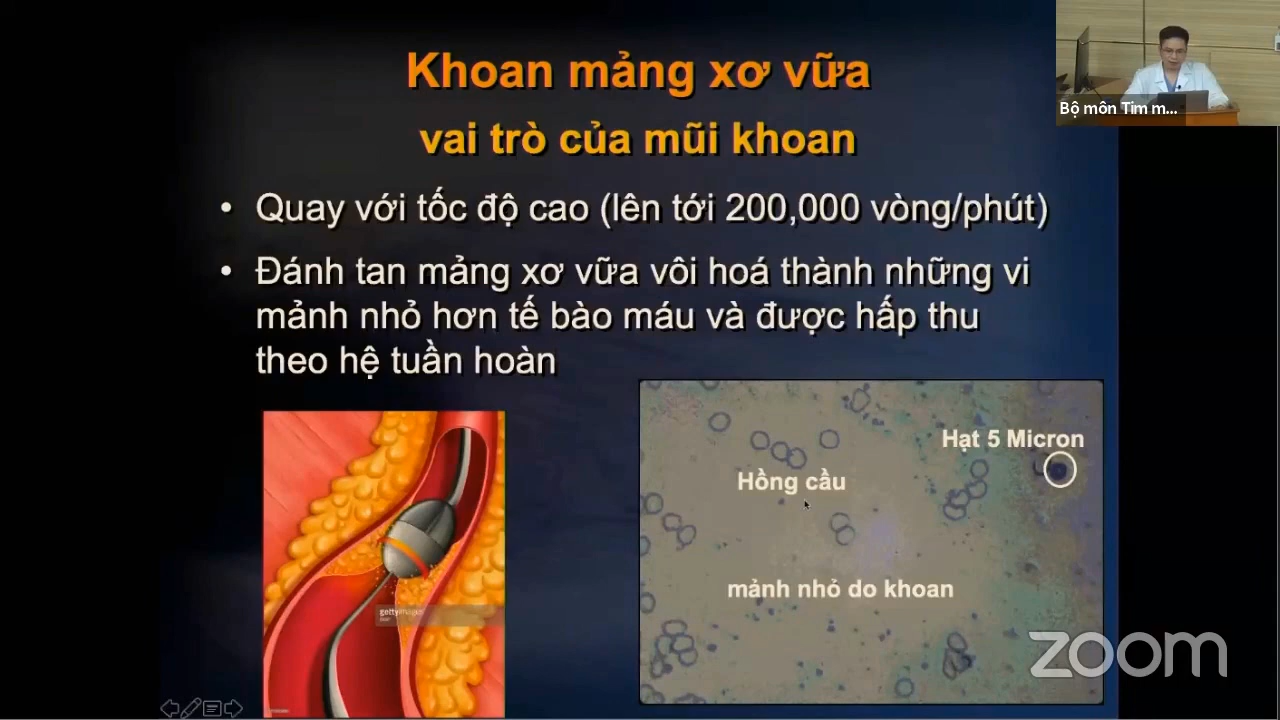 Khoan mảng xơ vữa
vai trò của mũi khoan
• Quay với tốc độ cao (lên tới 200,000 vòng/phút)
• Đánh tan mảng xơ vữa vôi hoá thành những vi
mảnh nhỏ hơn tế bào máu và được hấp thu
theo hệ tuần hoàn
Bộ môn Tim m...
Hạt 5 Micron
Hồng cầu
mảnh nhỏ do khoan
gettyimages
zoom